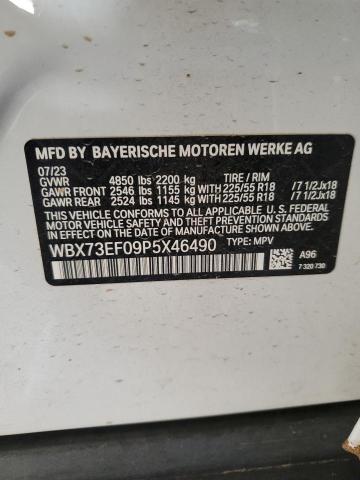 MFD BY BAYERISCHE MOTOREN WERKE AG
07/23
GVWR 4850 lbs 2200 kg TIRE / RIM
GAWR FRONT 2546 lbs 1155 kg WITH 225/55 R18 /7 1/2Jx18
GAWR REAR 2524 lbs 1145 kg WITH 225/55 R18 /7 1/2Jx18
THIS VEHICLE CONFORMS TO ALL APPLICABLE U.S. FEDERAL
MOTOR VEHICLE SAFETY, BUMPER, AND
THEFT PREVENTION STANDARDS IN EFFECT ON THE
DATE OF MANUFACTURE SHOWN ABOVE.
WBX73EF09P5X46490 TYPE: MPV
A96
7 320 730